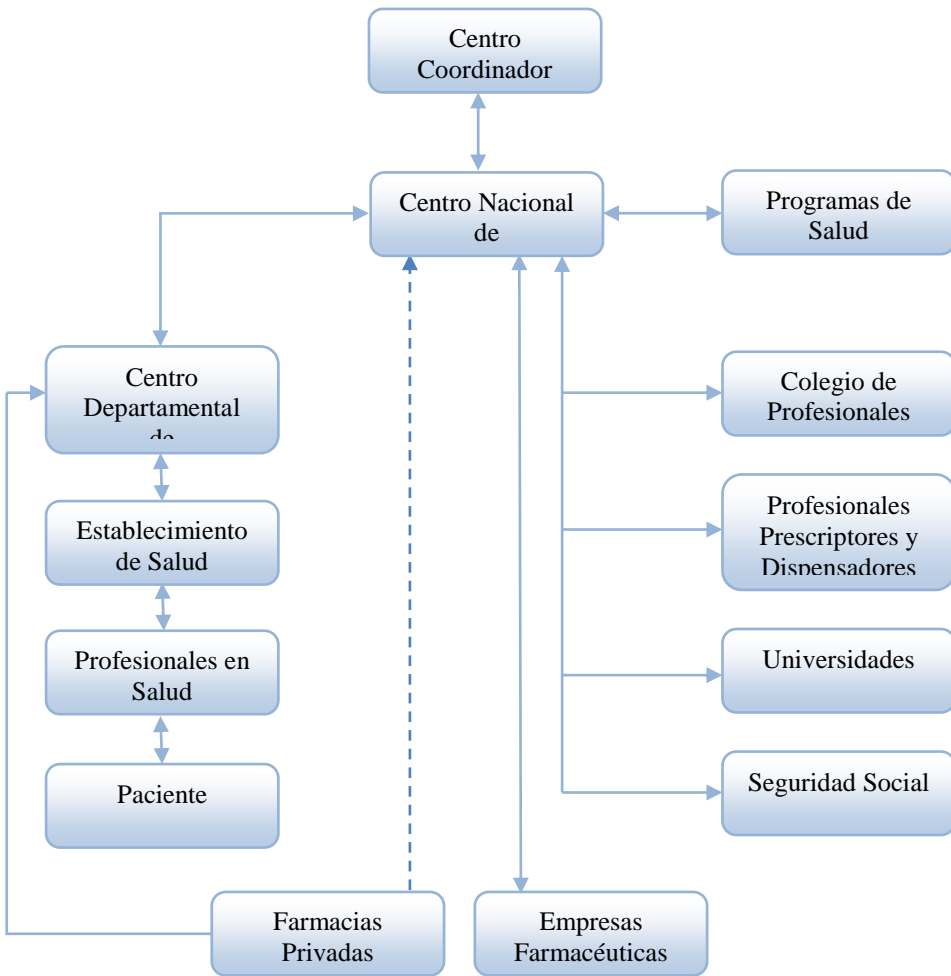 Centro
Coordinador
Centro Nacional
de
Programas de
Salud
Centro
Departamental
de
Colegio de
Profesionales
Profesionales
Prescriptores y
Dispensadores
Establecimiento
de Salud
Profesionales en
Salud
Universidades
Paciente
Seguridad Social
Farmacias
Privadas
Empresas
Farmacéuticas